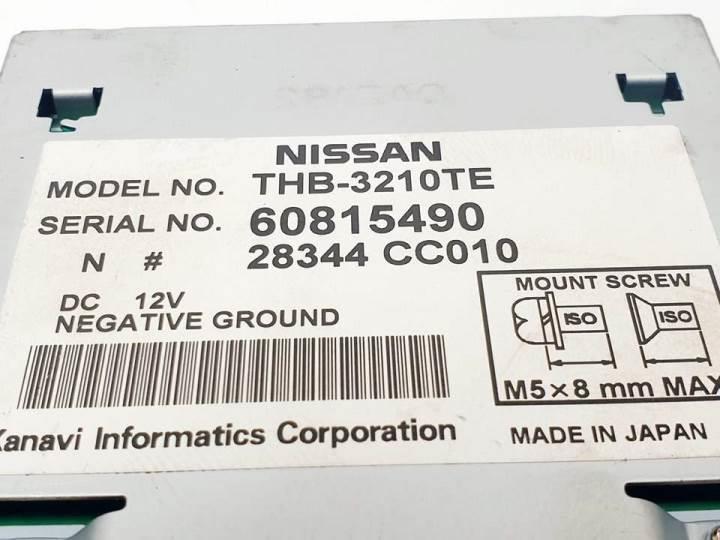 NISSAN
MODEL NO. THB-3210TE
SERIAL NO. 60815490
N # 28344 CC010
DC 12V
NEGATIVE GROUND
MOUNT SCREW
ISO ISO
M5×8 mm MAX
Xanavi Informatics Corporation
MADE IN JAPAN